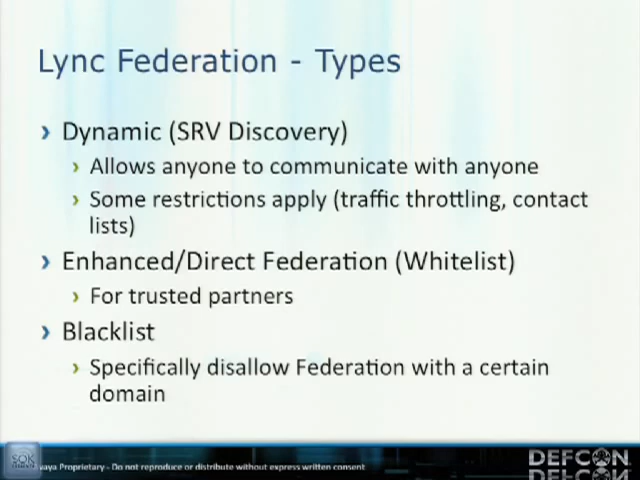 Lync Federation - Types
› Dynamic (SRV Discovery)
› Allows anyone to communicate with anyone
› Some restrictions apply (traffic throttling, contact
lists)
› Enhanced/Direct Federation (Whitelist)
› For trusted partners
› Blacklist
› Specifically disallow Federation with a certain
domain
SOK
vaya Proprietary - Do not reproduce or distribute without express written consent
DEFCON